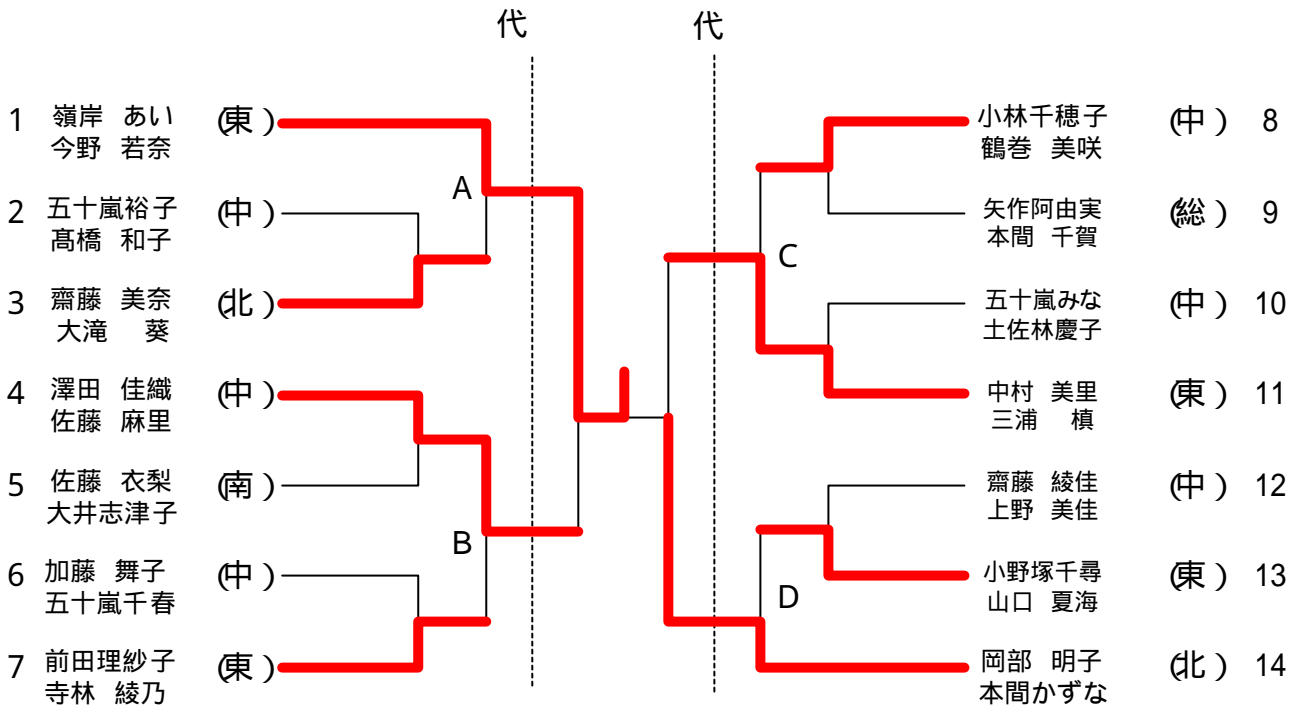 代 代
1 嶺岸 あい (東)
今野 若奈
2 五十嵐裕子 (中)
髙橋 和子
3 齋藤 美奈 (北)
大滝 葵
4 澤田 佳織 (中)
佐藤 麻里
5 佐藤 衣梨 (南)
大井志津子
6 加藤 舞子 (中)
五十嵐千春
7 前田理紗子 (東)
寺林 綾乃
A
B
C
D
小林千穂子 (中) 8
鶴巻 美咲
矢作阿由実 (総) 9
本間 千賀
五十嵐みな (中) 10
土佐林慶子
中村 美里 (東) 11
三浦 槙
齋藤 綾佳 (中) 12
上野 美佳
小野塚千尋 (東) 13
山口 夏海
岡部 明子 (北) 14
本間かずな